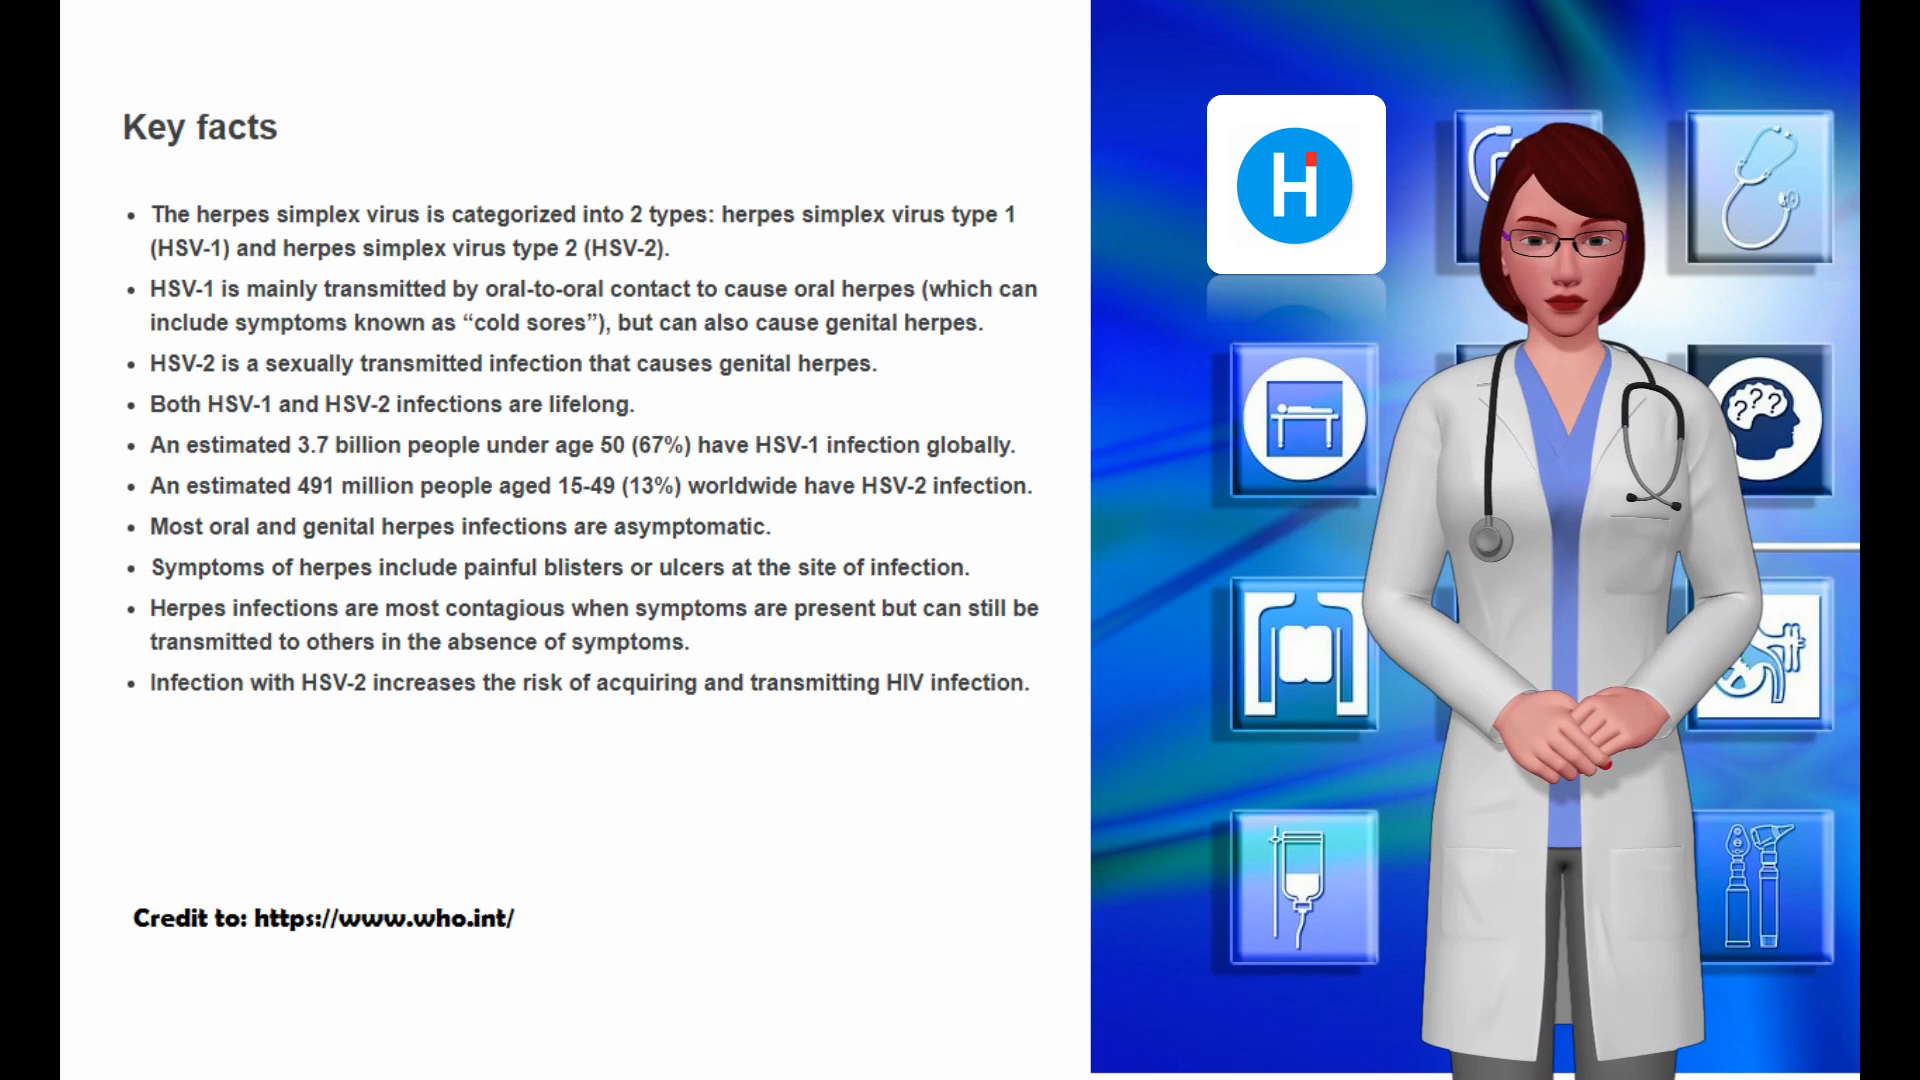 Key facts
• The herpes simplex virus is categorized into 2 types: herpes simplex virus type 1
(HSV-1) and herpes simplex virus type 2 (HSV-2).
• HSV-1 is mainly transmitted by oral-to-oral contact to cause oral herpes (which can
include symptoms known as “cold sores”), but can also cause genital herpes.
• HSV-2 is a sexually transmitted infection that causes genital herpes.
• Both HSV-1 and HSV-2 infections are lifelong.
• An estimated 3.7 billion people under age 50 (67%) have HSV-1 infection globally.
• An estimated 491 million people aged 15-49 (13%) worldwide have HSV-2 infection.
• Most oral and genital herpes infections are asymptomatic.
• Symptoms of herpes include painful blisters or ulcers at the site of infection.
• Herpes infections are most contagious when symptoms are present but can still be
transmitted to others in the absence of symptoms.
• Infection with HSV-2 increases the risk of acquiring and transmitting HIV infection.
Credit to: https://www.who.int/
H
? ? ? ?